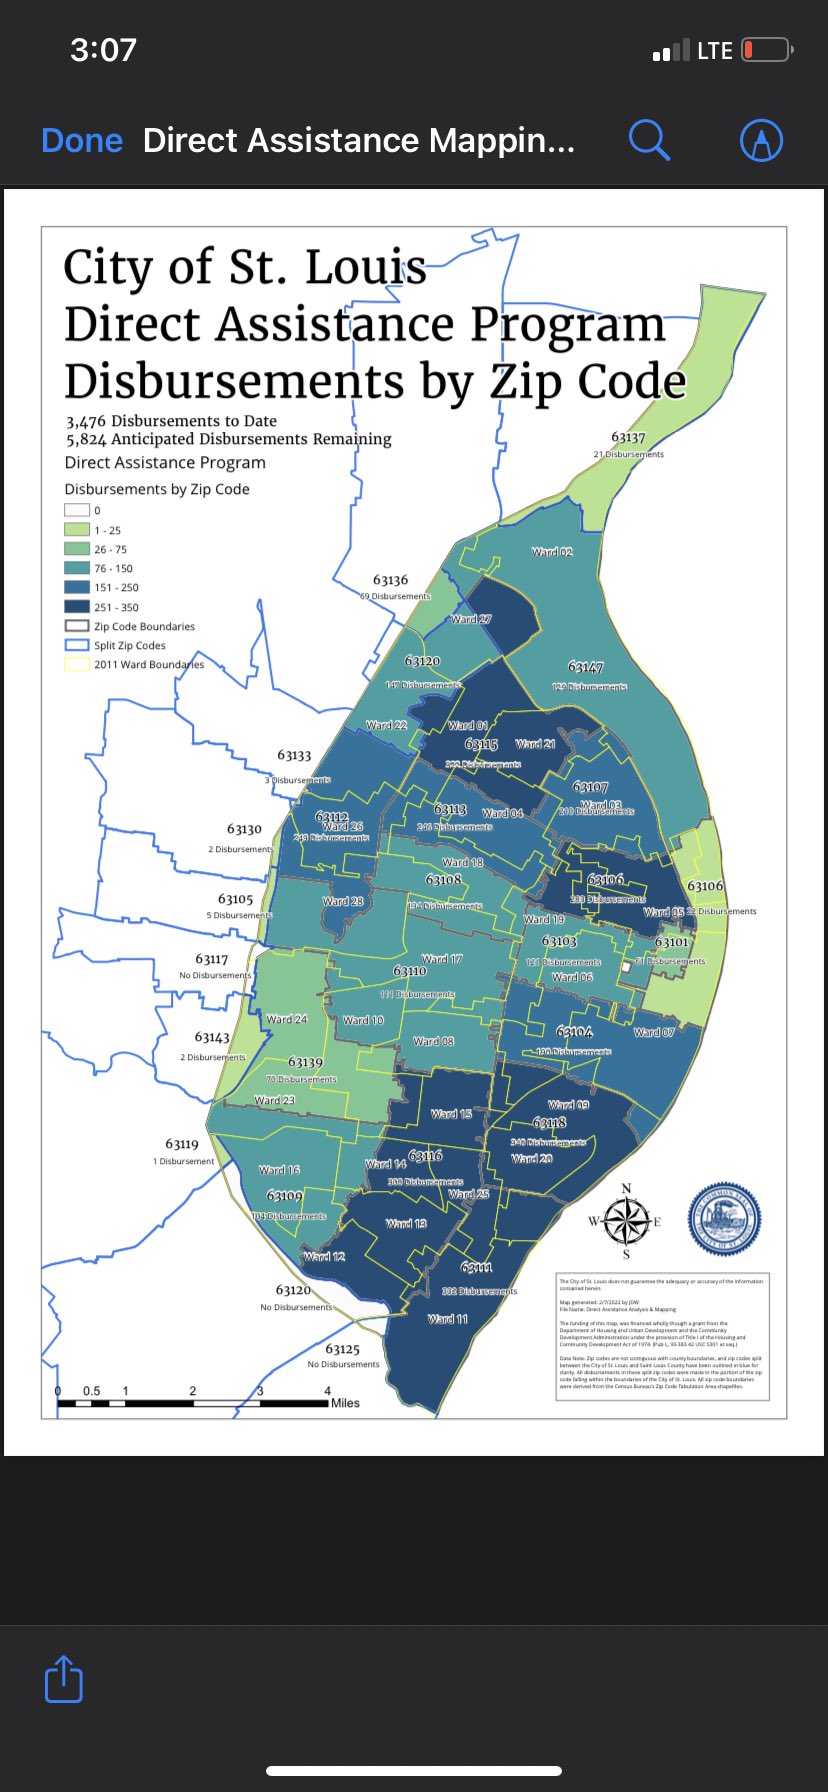 3:07
LTE
Done
Direct Assistance Mappin...
City of St. Louis
Direct Assistance Program
Disbursements by Zip Code
3,476 Disbursements to Date
5,824 Anticipated Disbursements Remaining
Direct Assistance Program
Disbursements by Zip Code
0
1 - 25
26 - 75
76 - 150
151 - 250
251 - 350
Zip Code Boundaries
Split Zip Codes
2011 Ward Boundaries
63137
21 Disbursements
Ward 02
63136
69 Disbursements
Ward 27
63120
147 Disbursements
63147
Disbursements
Ward 22
Ward 01
63115
Disbursements
Ward 21
63133
3 Disbursements
63107
Ward 03
Disbursements
63112
Ward 26
Disbursements
63113
246 Disbursements
Ward 04
63130
2 Disbursements
Ward 18
63108
134 Disbursements
63106
Disbursements
63106
22 Disbursements
63105
5 Disbursements
Ward 28
Ward 19
Ward 05
63103
121 Disbursements
Ward 06
63101
61 Disbursements
63117
No Disbursements
Ward 17
63110
111 Disbursements
Ward 24
Ward 10
Ward 08
63143
2 Disbursements
63104
190 Disbursements
Ward 07
63139
70 Disbursements
Ward 23
Ward 15
Ward 09
63118
Disbursements
Ward 20
63119
1 Disbursement
Ward 14
63116
Disbursements
Ward 25
Ward 16
63109
104 Disbursements
Ward 13
Ward 12
63111
Disbursements
63120
No Disbursements
Ward 11
63125
No Disbursements
N
W
E
S
The City of St. Louis does not guarantee the adequacy or accuracy of the information
contained herein.
Map generated: 2/7/2022 by JDW
File Name: Direct Assistance Analysis & Mapping
The funding of this map, was financed wholly though a grant from the
Department of Housing and Urban Development and the Community
Development Administration under the provision of Title I of the Housing and
Community Development Act of 1974. (Pub L, 93-383 42 USC 5301 et seq.)
Data Note: Zip codes are not contiguous with county boundaries, and zip codes split
between the City of St. Louis and Saint Louis County have been outlined in blue for
clarity. All disbursements in these split zip codes were made in the portion of the zip
code falling within the boundaries of the City of St. Louis. All zip code boundaries
were derived from the Census Bureau's Zip Code Tabulation Area shapefiles.
0 0.5 1 2 3 4
Miles